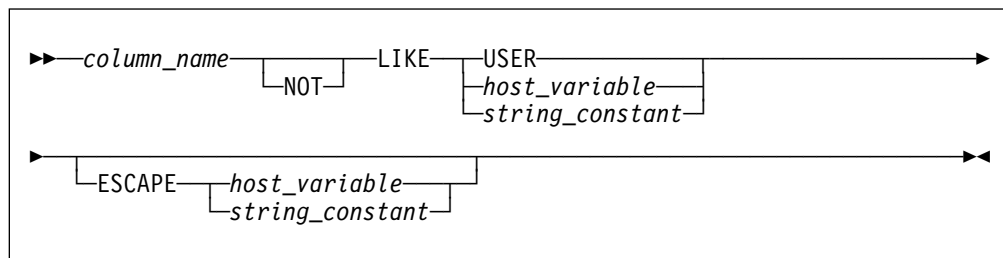 column_name LIKE USER
NOT host_variable
string_constant
ESCAPE host_variable
string_constant